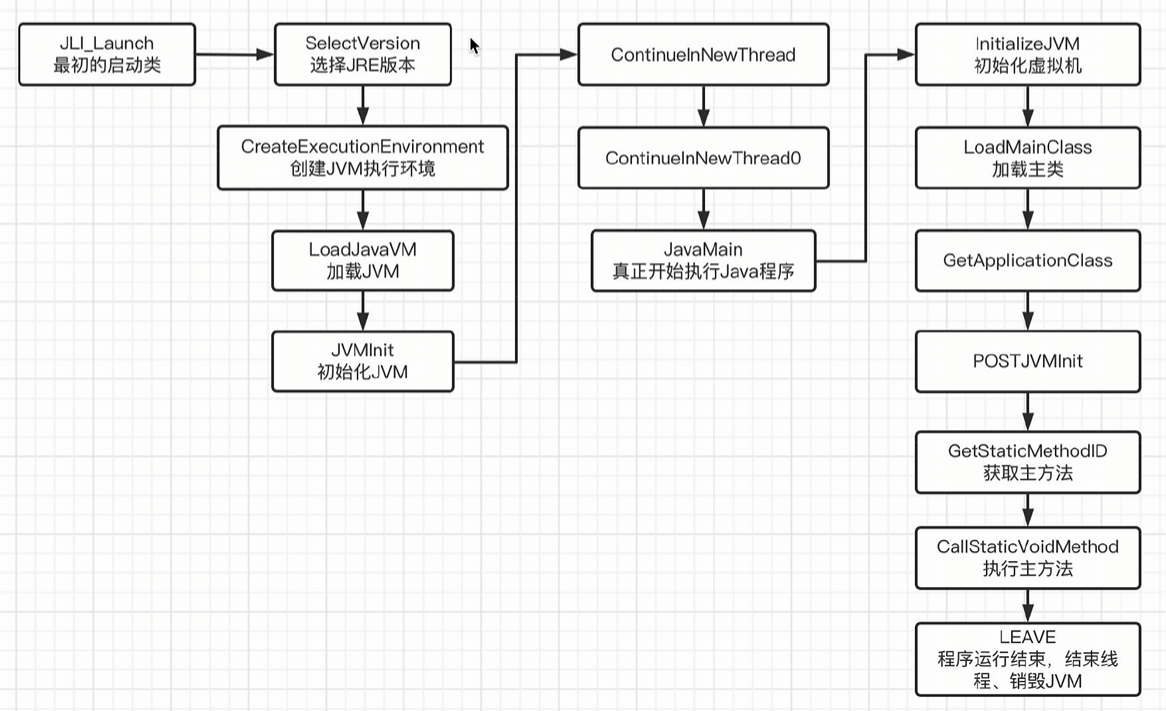 JLI_Launch
最初的启动类
SelectVersion
选择JRE版本
CreateExecutionEnvironment
创建JVM执行环境
LoadJavaVM
加载JVM
JVMInit
初始化JVM
ContinueInNewThread
ContinueInNewThread0
JavaMain
真正开始执行Java程序
InitializeJVM
初始化虚拟机
LoadMainClass
加载主类
GetApplicationClass
POSTJVMInit
GetStaticMethodID
获取主方法
CallStaticVoidMethod
执行主方法
LEAVE
程序运行结束，结束线
程、销毁JVM